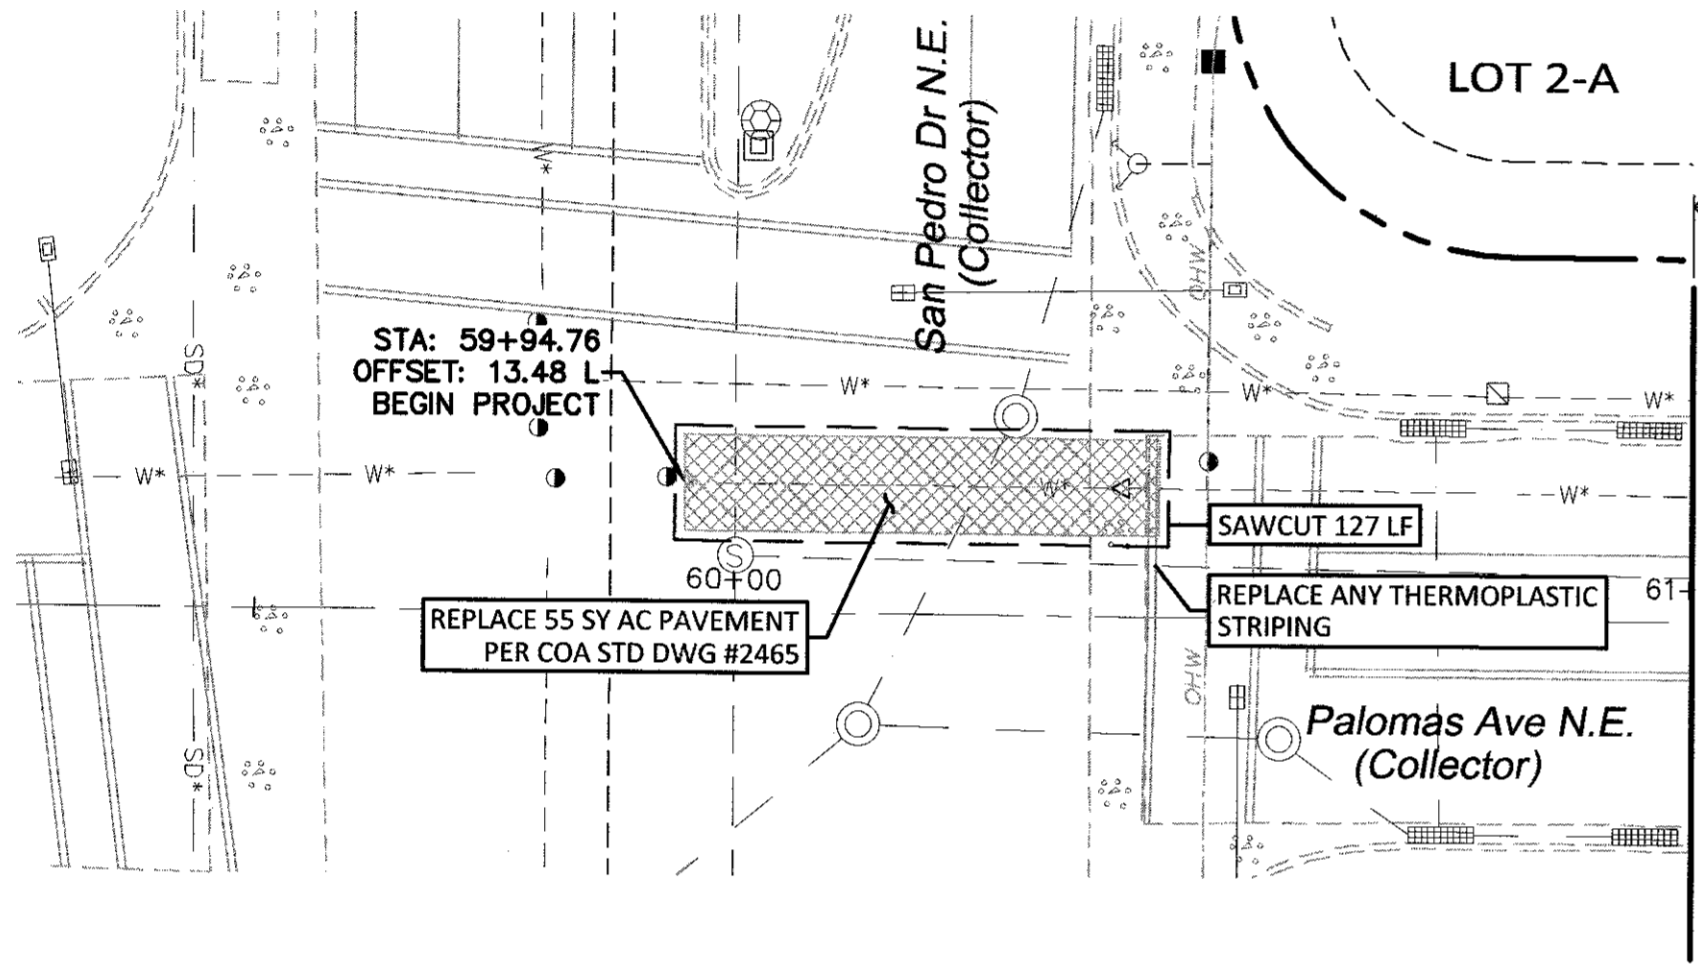 LOT 2-A
San Pedro Dr N.E.
(Collector)
W*
OHW
STA: 59+94.76
OFFSET: 13.48 L
BEGIN PROJECT
SD*
W*
W*
W*
W*
W*
W*
W*
SAWCUT 127 LF
S
60+00
REPLACE 55 SY AC PAVEMENT
PER COA STD DWG #2465
REPLACE ANY THERMOPLASTIC
STRIPING
61+
OHW
Palomas Ave N.E.
(Collector)
SD*